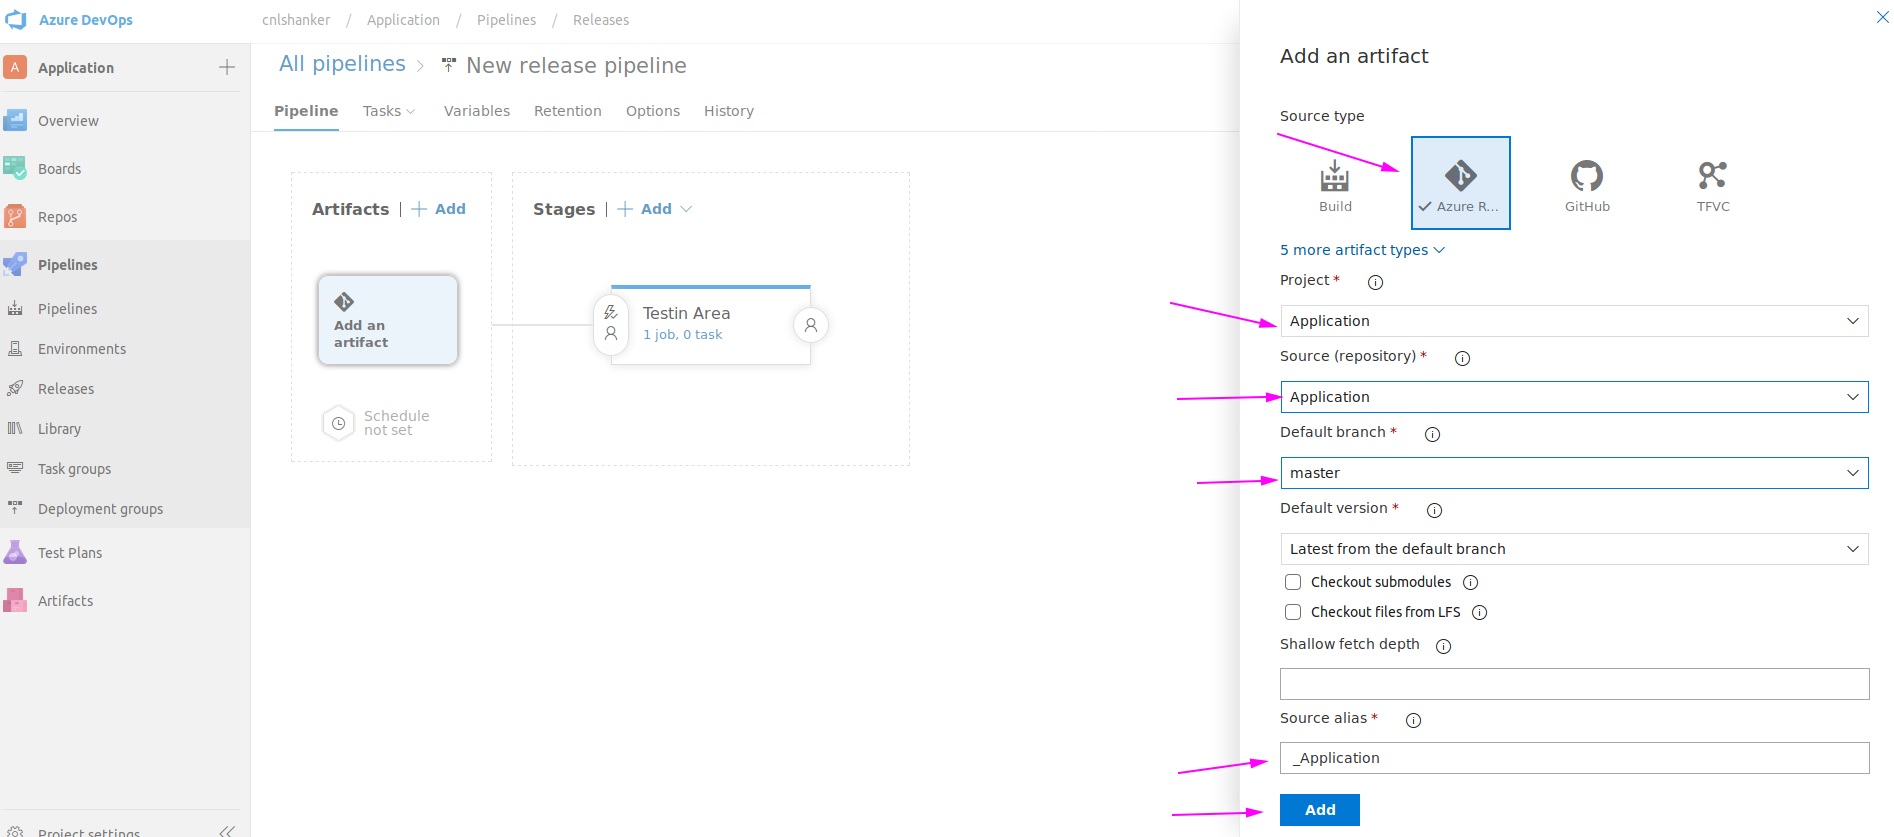 Azure DevOps
cnlshanker / Application / Pipelines / Releases
A Application
Overview
Boards
Repos
Pipelines
Pipelines
Environments
Releases
Library
Task groups
Deployment groups
Test Plans
Artifacts
Project settings
All pipelines > New release pipeline
Pipeline Tasks Variables Retention Options History
Artifacts | + Add
Add an
artifact
Schedule
not set
Stages | + Add
Testin Area
1 job, 0 task
Add an artifact
Source type
Build
Azure R...
GitHub
TFVC
5 more artifact types
Project *
Application
Source (repository) *
Application
Default branch *
master
Default version *
Latest from the default branch
Checkout submodules
Checkout files from LFS
Shallow fetch depth
Source alias *
_Application
Add